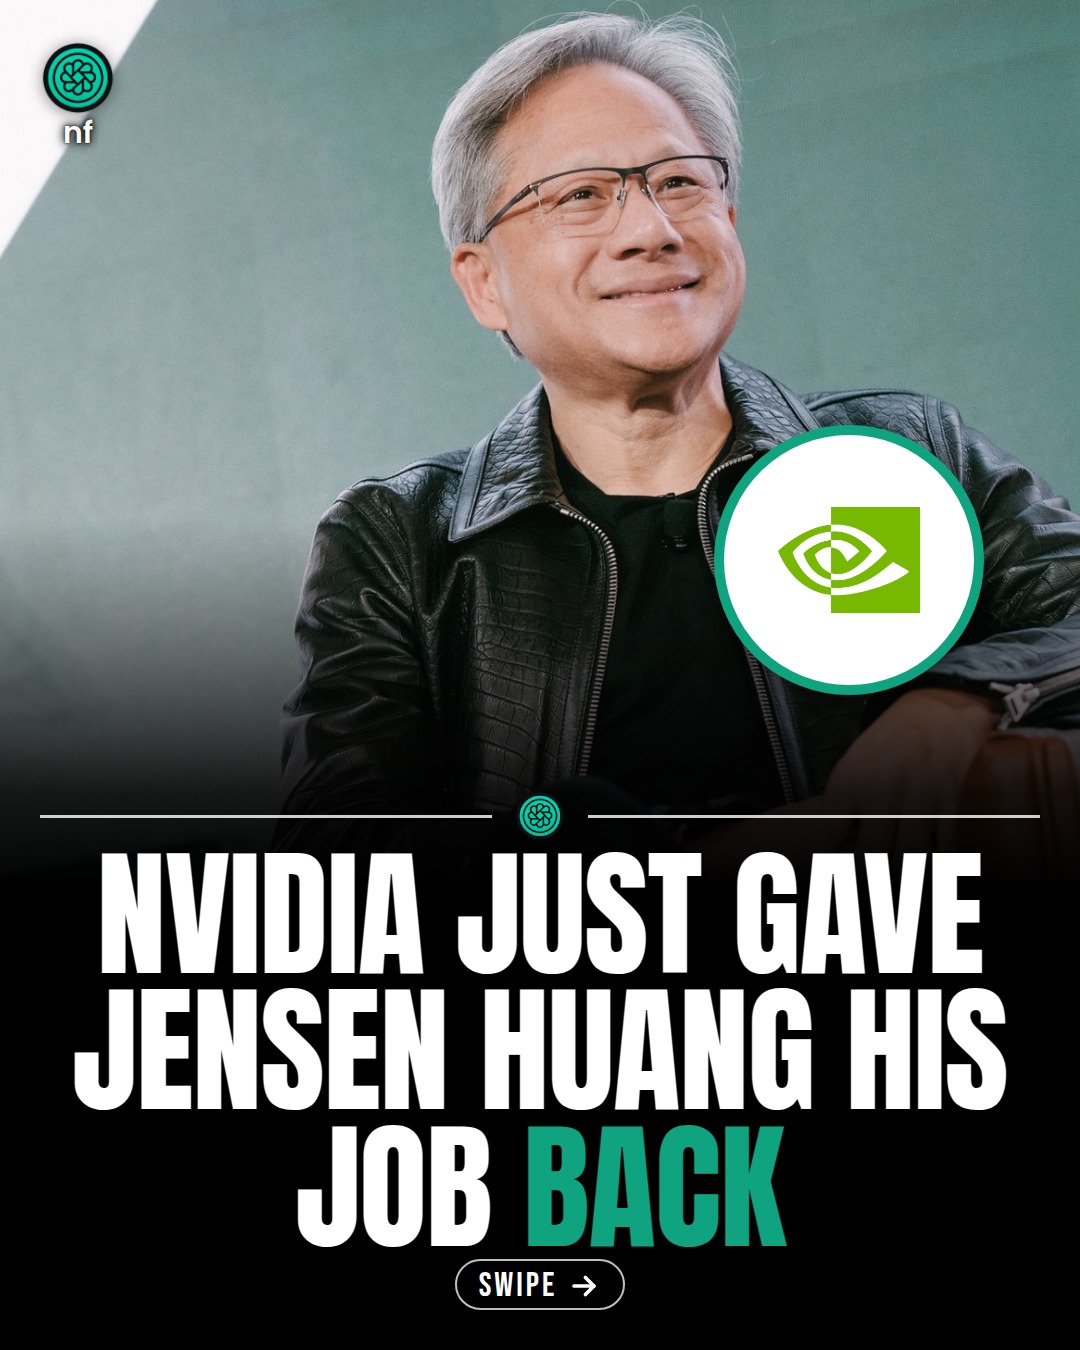 nf
NVIDIA JUST GAVE
JENSEN HUANG HIS
JOB BACK
SWIPE →